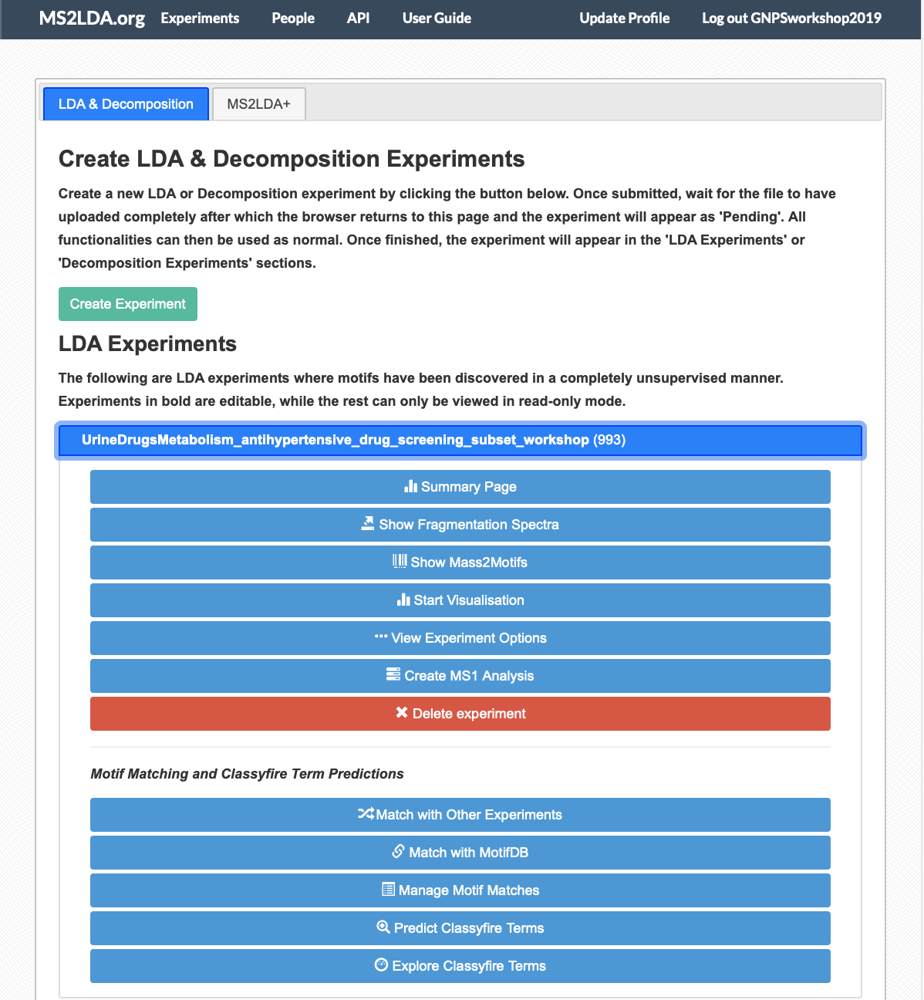 MS2LDA.org Experiments People API User Guide Update Profile Log out GNPSworkshop2019
LDA & Decomposition MS2LDA+
Create LDA & Decomposition Experiments
Create a new LDA or Decomposition experiment by clicking the button below. Once submitted, wait for the file to have
uploaded completely after which the browser returns to this page and the experiment will appear as 'Pending'. All
functionalities can then be used as normal. Once finished, the experiment will appear in the 'LDA Experiments' or
'Decomposition Experiments' sections.
Create Experiment
LDA Experiments
The following are LDA experiments where motifs have been discovered in a completely unsupervised manner.
Experiments in bold are editable, while the rest can only be viewed in read-only mode.
UrineDrugsMetabolism_antihypertensive_drug_screening_subset_workshop (993)
Summary Page
Show Fragmentation Spectra
Show Mass2Motifs
Start Visualisation
View Experiment Options
Create MS1 Analysis
Delete experiment
Motif Matching and Classyfire Term Predictions
Match with Other Experiments
Match with MotifDB
Manage Motif Matches
Predict Classyfire Terms
Explore Classyfire Terms